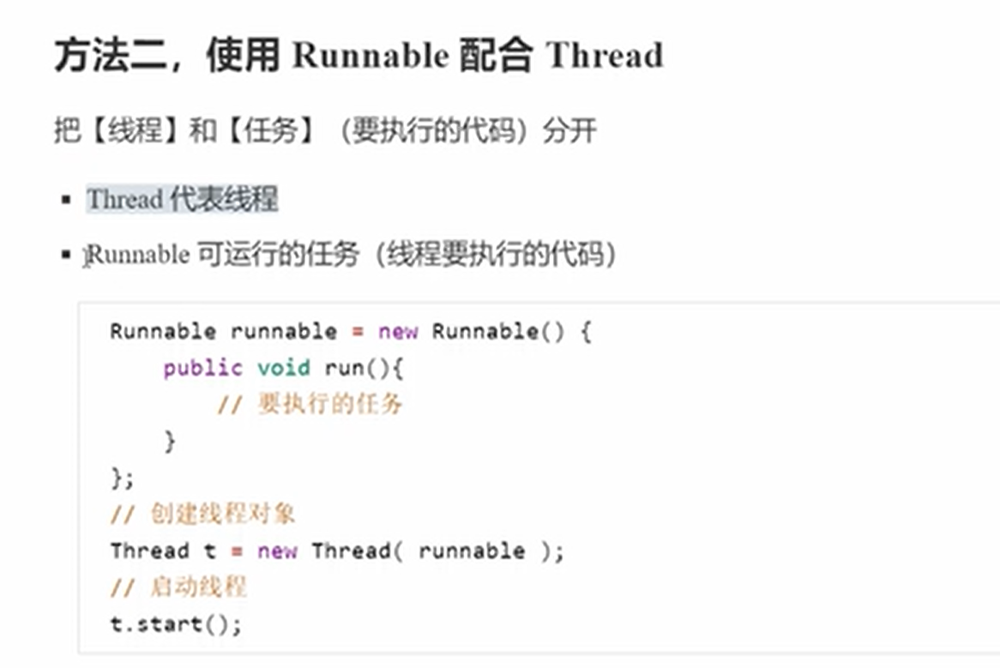 方法二，使用 Runnable 配合 Thread
把【线程】和【任务】（要执行的代码）分开
▪ Thread 代表线程
▪ Runnable 可运行的任务（线程要执行的代码）
Runnable runnable = new Runnable() {
    public void run(){
        // 要执行的任务
    }
};
// 创建线程对象
Thread t = new Thread( runnable );
// 启动线程
t.start();